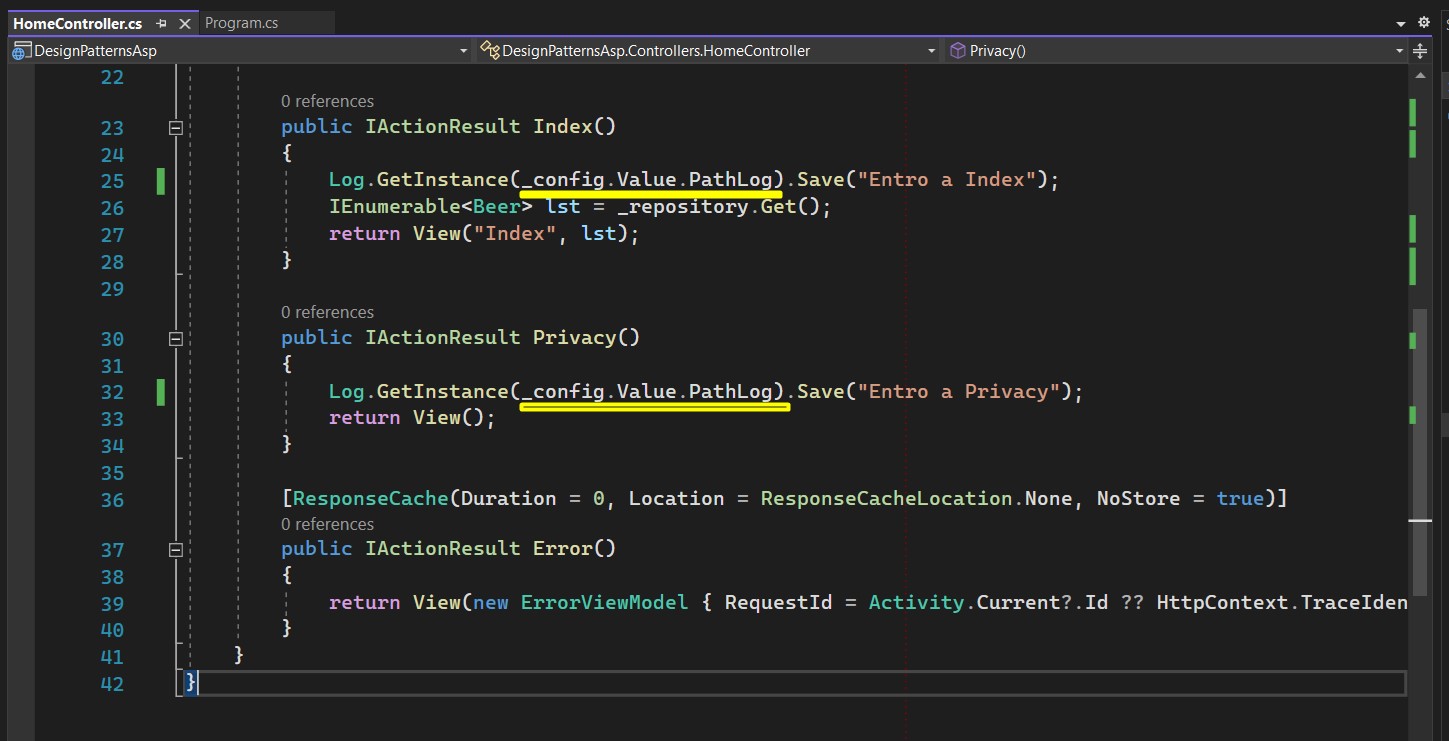 HomeController.cs Program.cs
DesignPatternsAsp DesignPatternsAsp.Controllers.HomeController Privacy()
22
0 references
23 public IActionResult Index()
24 {
25 Log.GetInstance(_config.Value.PathLog).Save("Entro a Index");
26 IEnumerable<Beer> lst = _repository.Get();
27 return View("Index", lst);
28 }
29
0 references
30 public IActionResult Privacy()
31 {
32 Log.GetInstance(_config.Value.PathLog).Save("Entro a Privacy");
33 return View();
34 }
35
36 [ResponseCache(Duration = 0, Location = ResponseCacheLocation.None, NoStore = true)]
0 references
37 public IActionResult Error()
38 {
39 return View(new ErrorViewModel { RequestId = Activity.Current?.Id ?? HttpContext.TraceIden
40 }
41 }
42 }